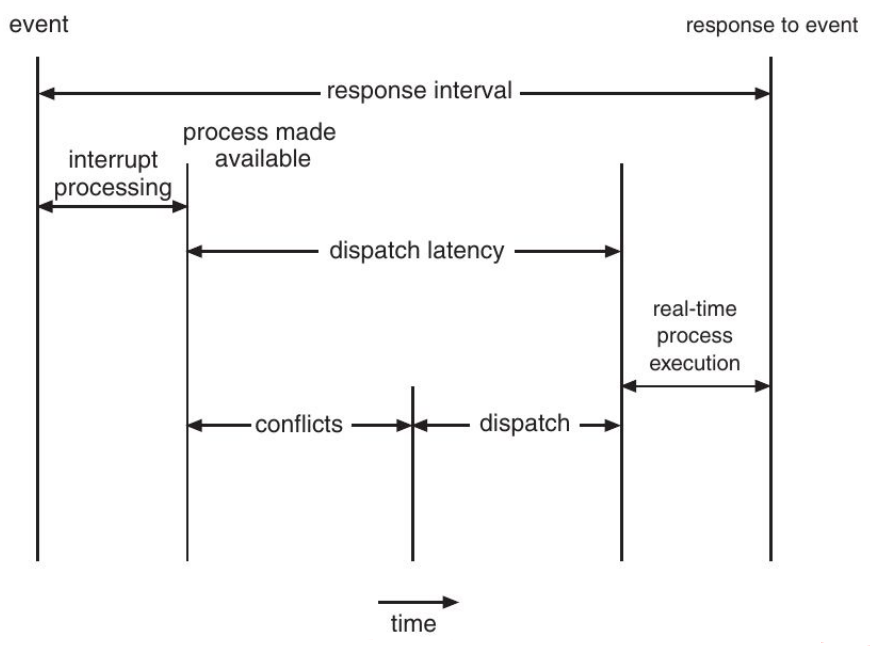 event
response to event
response interval
process made
available
interrupt
processing
dispatch latency
real-time
process
execution
conflicts
dispatch
time